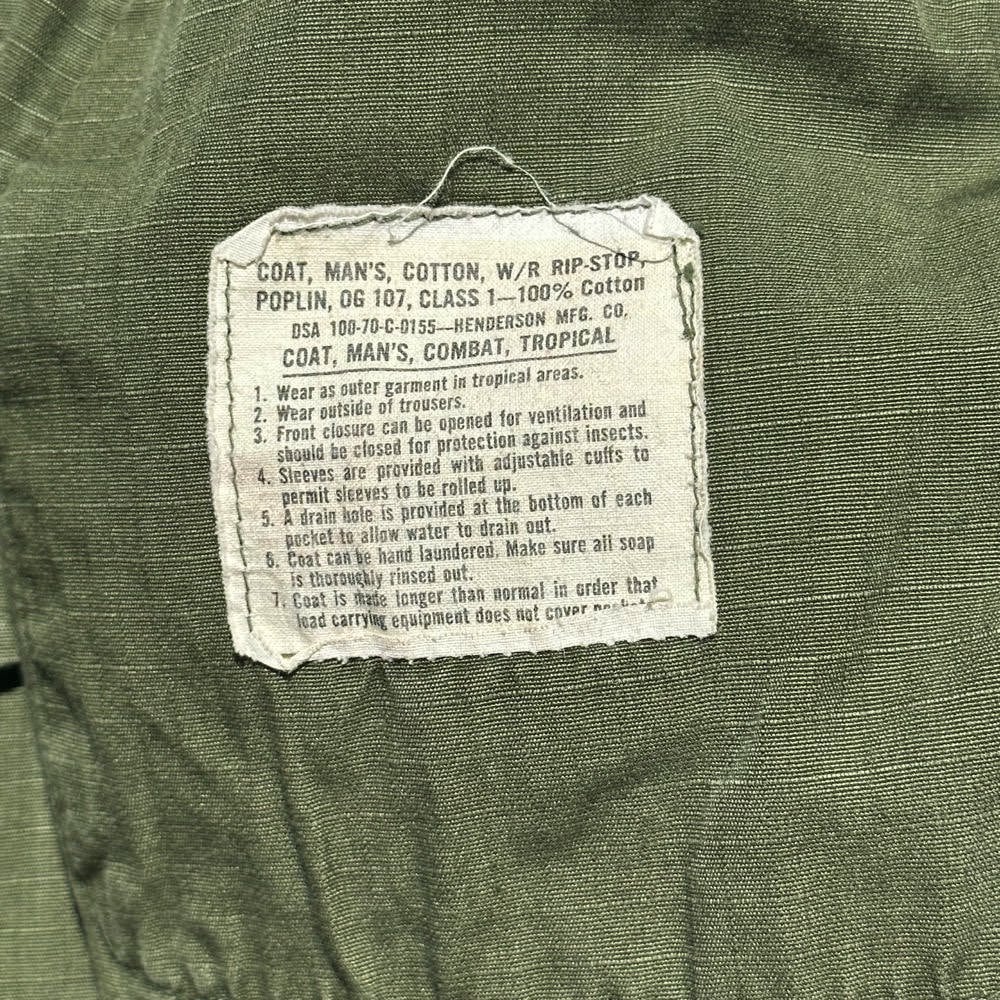 COAT, MAN'S, COTTON, W/R RIP-STOP,
POPLIN, OG 107, CLASS 1—100% Cotton
DSA 100-70-C-0155—HENDERSON MFG. CO.
COAT, MAN'S, COMBAT, TROPICAL
1. Wear as outer garment in tropical areas.
2. Wear outside of trousers.
3. Front closure can be opened for ventilation and
should be closed for protection against insects.
4. Sleeves are provided with adjustable cuffs to
permit sleeves to be rolled up.
5. A drain hole is provided at the bottom of each
pocket to allow water to drain out.
6. Coat can be hand laundered. Make sure all soap
is thoroughly rinsed out.
7. Coat is made longer than normal in order that
load carrying equipment does not cover